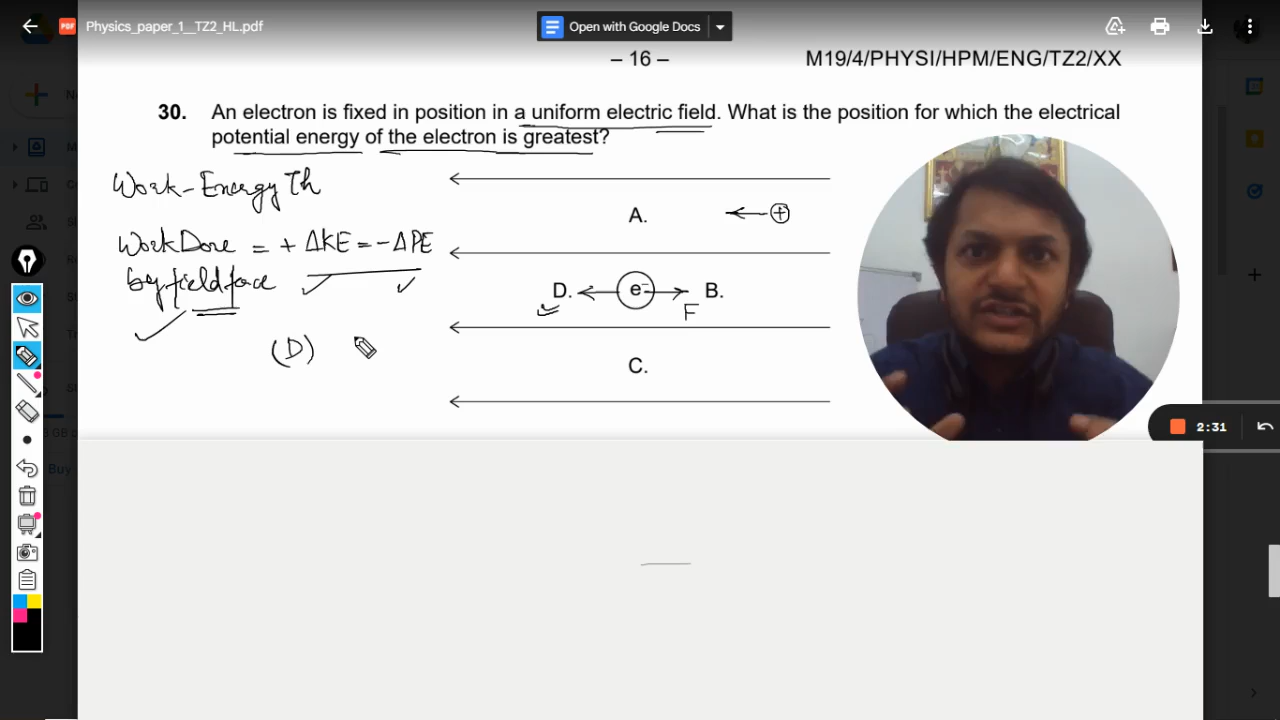 Physics_paper_1__TZ2_HL.pdf
Open with Google Docs
– 16 –
M19/4/PHYSI/HPM/ENG/TZ2/XX
30. An electron is fixed in position in a uniform electric field. What is the position for which the electrical
potential energy of the electron is greatest?
Work-Energy Th
A.
+
Work Done = + ΔKE = - ΔPE
by field force
D.
e-
B.
F
(D)
C.
2:31
Buy